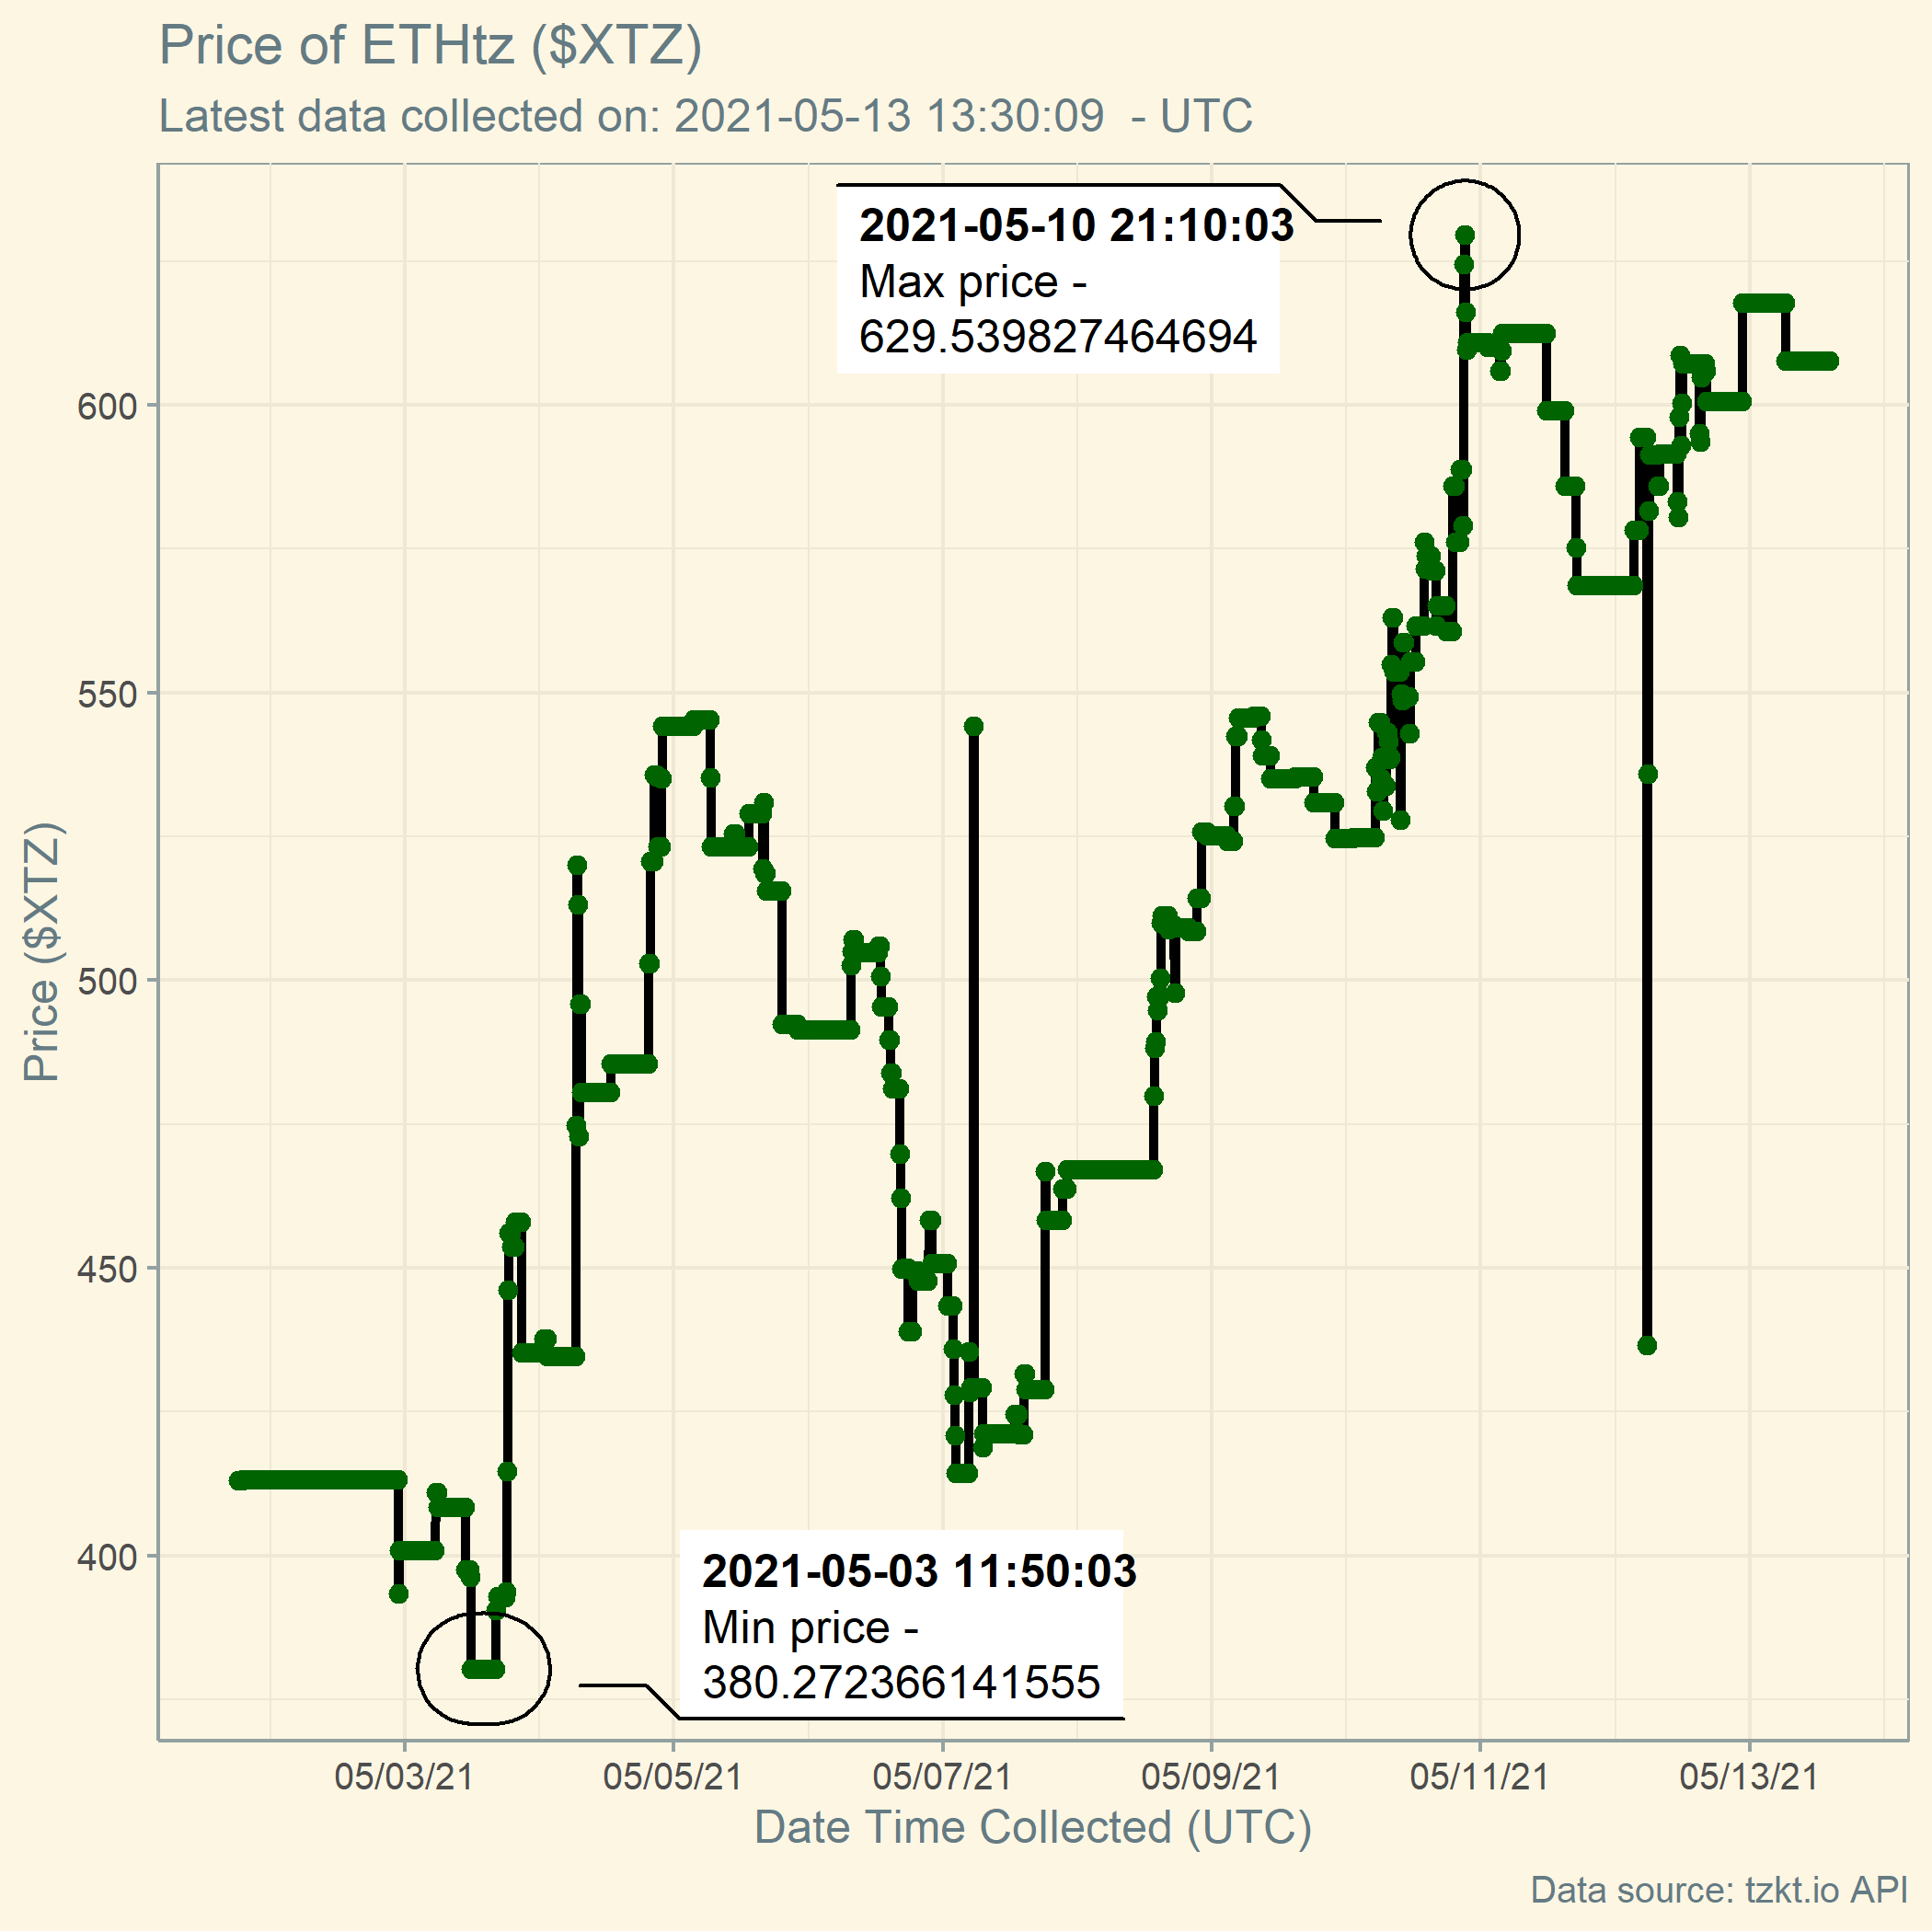 Price of ETHtz ($XTZ)
Latest data collected on: 2021-05-13 13:30:09  - UTC
2021-05-10 21:10:03
Max price -
629.539827464694
600
550
500
450
400
Price ($XTZ)
2021-05-03 11:50:03
Min price -
380.272366141555
05/03/21 05/05/21 05/07/21 05/09/21 05/11/21 05/13/21
Date Time Collected (UTC)
Data source: tzkt.io API